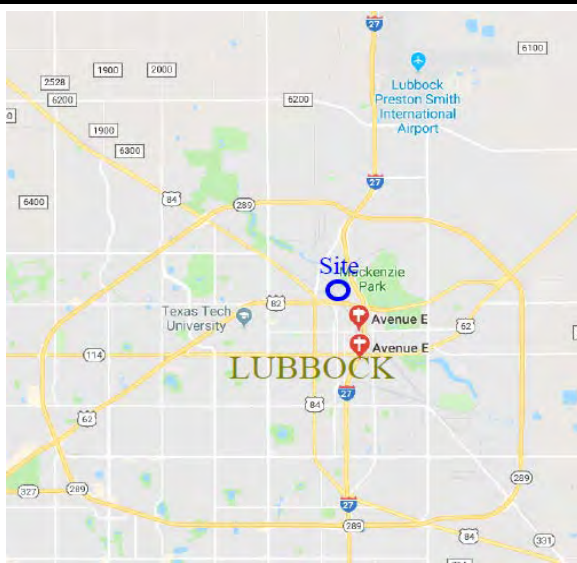 27
6100
1900
2000
2528
6200
6200
Lubbock
Preston Smith
International
Airport
1900
6300
27
84
289
6400
Site
Mackenzie
Park
82
Texas Tech
University
Avenue E
62
114
Avenue E
LUBBOCK
27
84
62
327
289
289
27
289
84
331